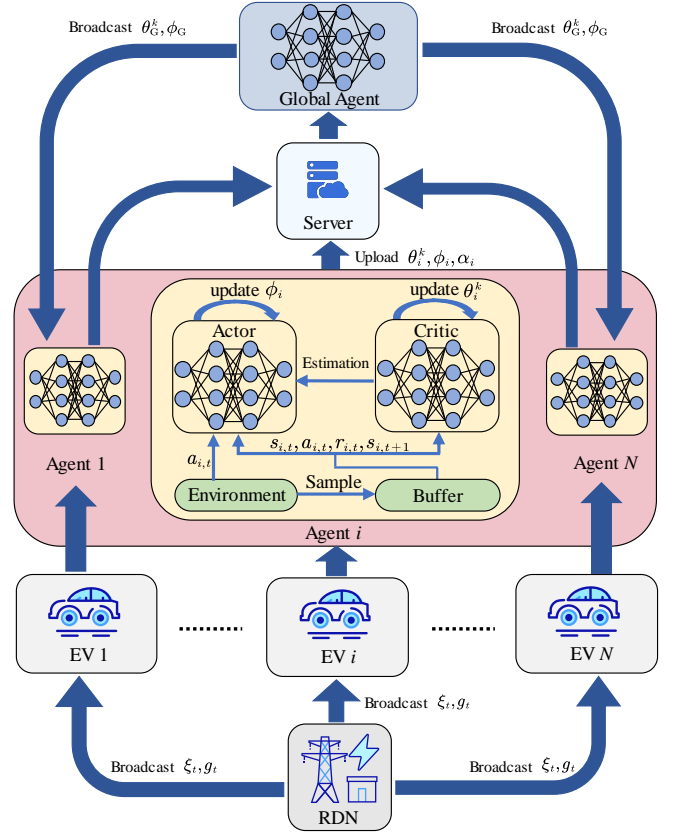 Broadcast θ_G^k, ϕ_G
Broadcast θ_G^k, ϕ_G
Global Agent
Server
Upload θ_i^k, ϕ_i, α_i
update ϕ_i
update θ_i^k
Actor
Critic
Estimation
s_{i,t}, a_{i,t}, r_{i,t}, s_{i,t+1}
a_{i,t}
Agent 1
Agent N
Environment
Sample
Buffer
Agent i
EV 1
EV i
EV N
Broadcast ξ_t, g_t
Broadcast ξ_t, g_t
Broadcast ξ_t, g_t
RDN